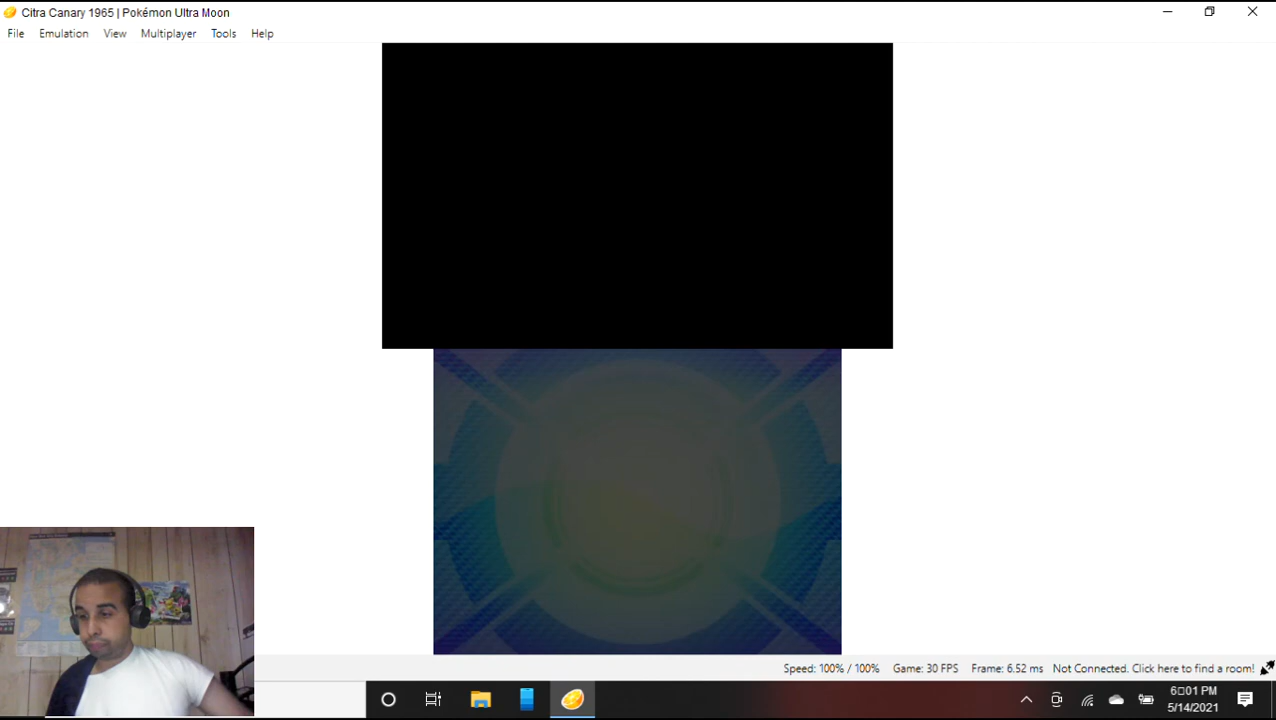 Citra Canary 1965 | Pokémon Ultra Moon
File Emulation View Multiplayer Tools Help
Speed: 100% / 100% Game: 30 FPS Frame: 6.52 ms Not Connected. Click here to find a room!
6□01 PM
5/14/2021